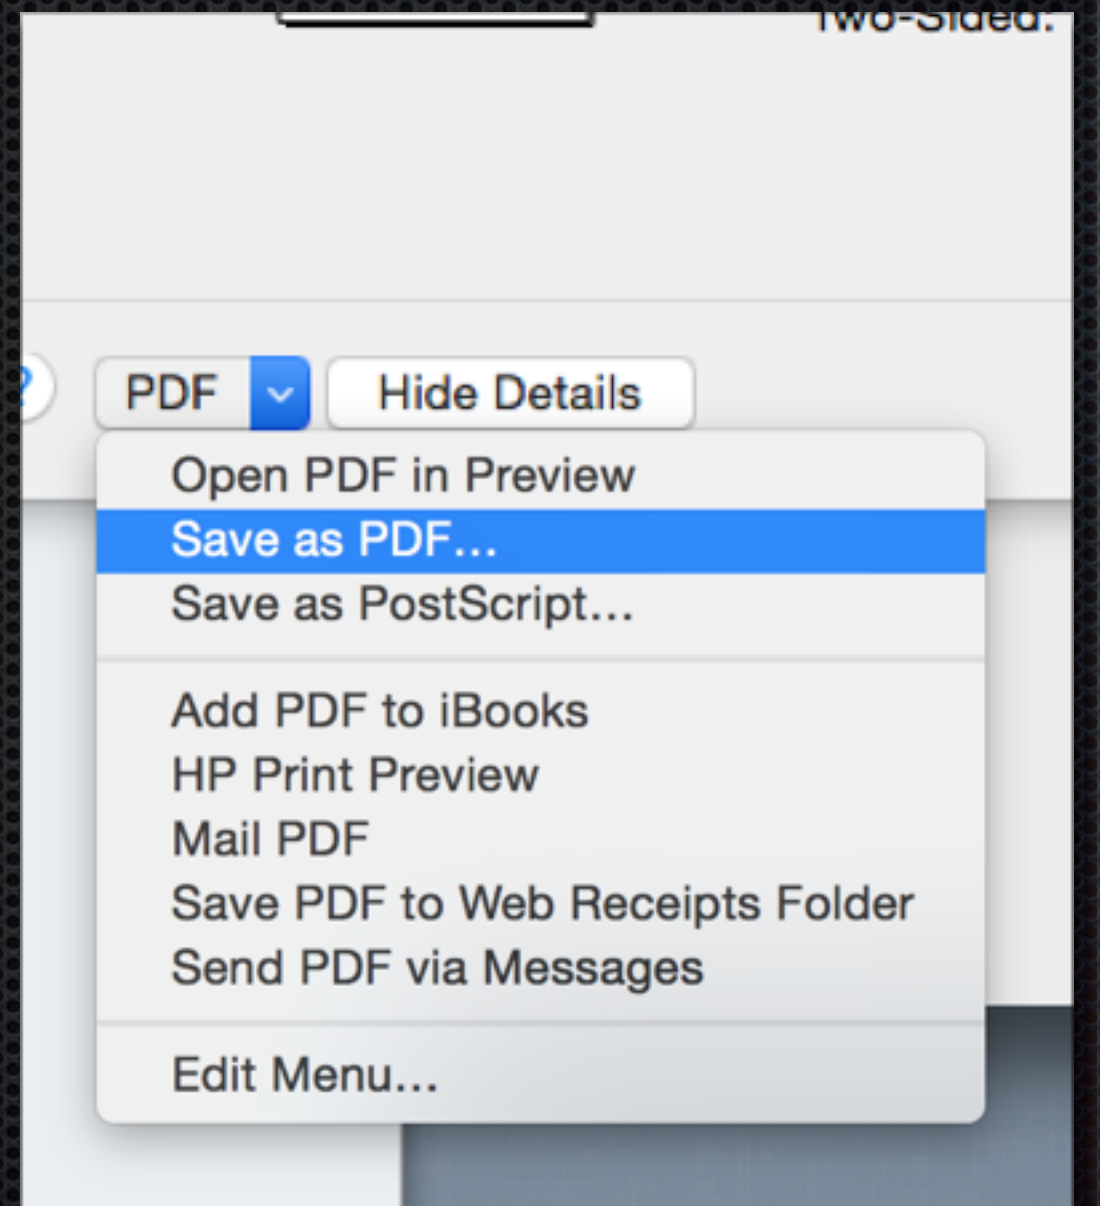 Two-Sided:
?
PDF
Hide Details
Open PDF in Preview
Save as PDF...
Save as PostScript...
Add PDF to iBooks
HP Print Preview
Mail PDF
Save PDF to Web Receipts Folder
Send PDF via Messages
Edit Menu...